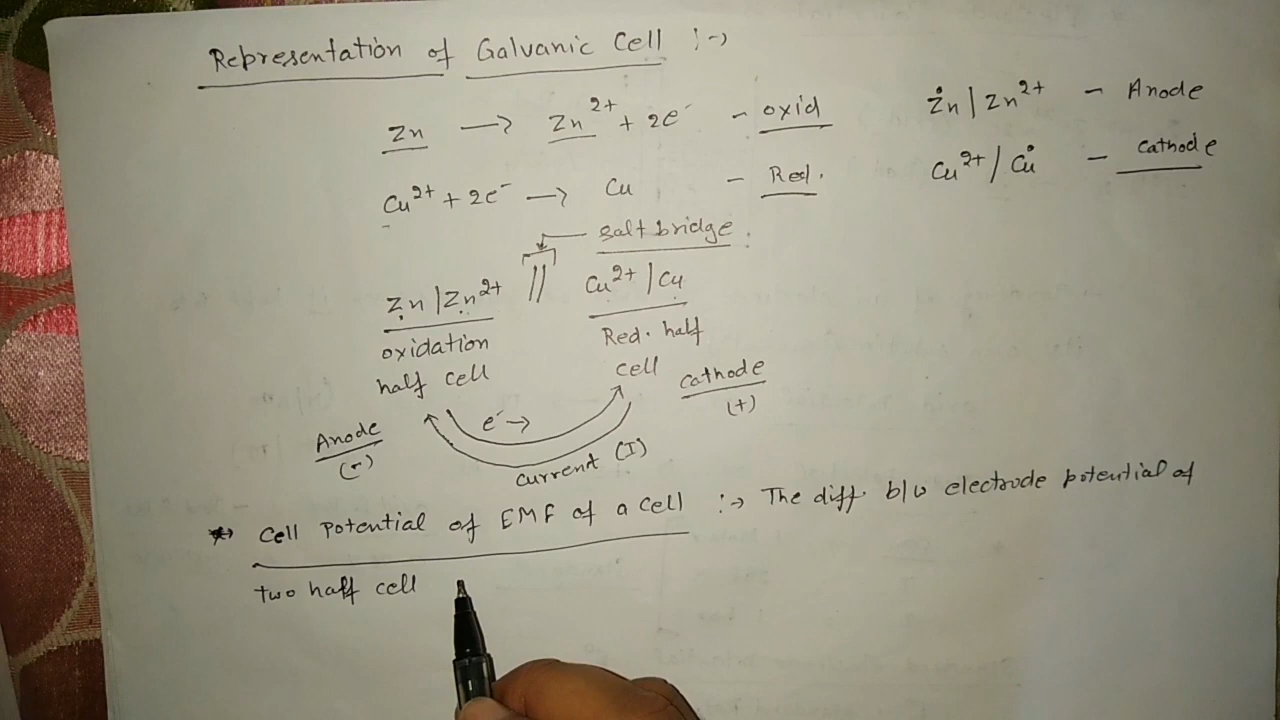 Representation of Galvanic Cell :->
Zn —> Zn²⁺ + 2e⁻ - oxid
Zn | Zn²⁺ - Anode
Cu²⁺ + 2e⁻ —> Cu - Red.
Cu²⁺ / Cu - Cathode
salt bridge :
Zn | Zn²⁺ || Cu²⁺ | Cu
oxidation
half cell
Red. half
cell
Cathode
(+)
Anode
(-)
e⁻ →
current (I)
Cell Potential of EMF of a cell :-> The diff. b/w electrode potential of
two half cell